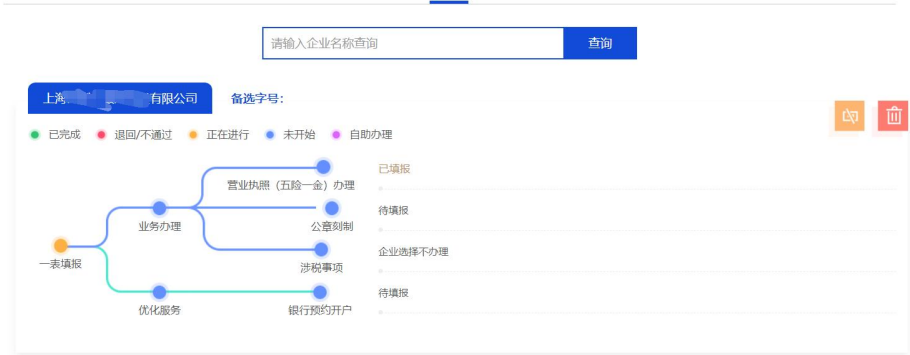 请输入企业名称查询 查询
上海 有限公司 备选字号：
已完成 退回/不通过 正在进行 未开始 自助办理
已填报
营业执照（五险一金）办理
待填报
业务办理 公章刻制
企业选择不办理
一表填报
涉税事项
待填报
优化服务 银行预约开户